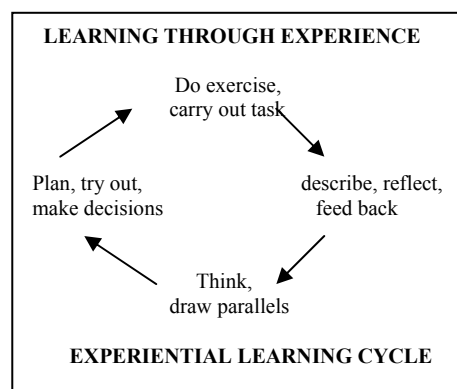 LEARNING THROUGH EXPERIENCE
Do exercise,
carry out task
describe, reflect,
feed back
Think,
draw parallels
Plan, try out,
make decisions
EXPERIENTIAL LEARNING CYCLE